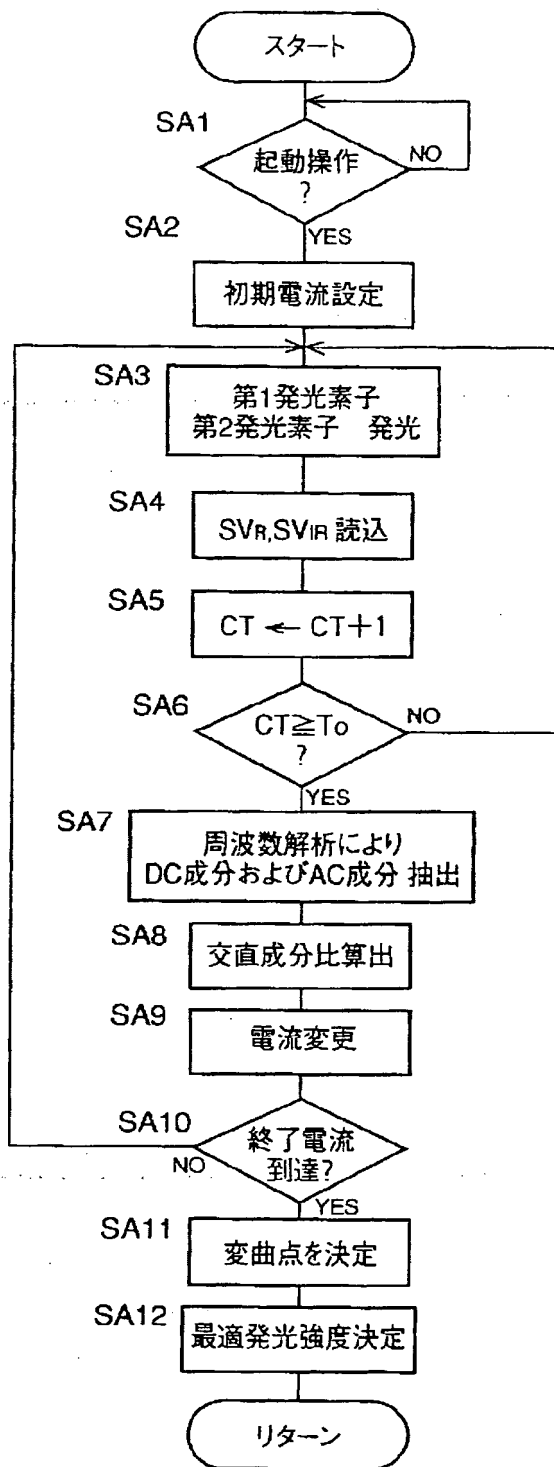 スタート
SA1
起動操作
?
NO
YES
SA2
初期電流設定
SA3
第1発光素子
第2発光素子 発光
SA4
SVR,SVIR 読込
SA5
CT ← CT+1
SA6
CT≧To
?
NO
YES
SA7
周波数解析により
DC成分およびAC成分 抽出
SA8
交直成分比算出
SA9
電流変更
SA10
終了電流
到達?
NO
YES
SA11
変曲点を決定
SA12
最適発光強度決定
リターン